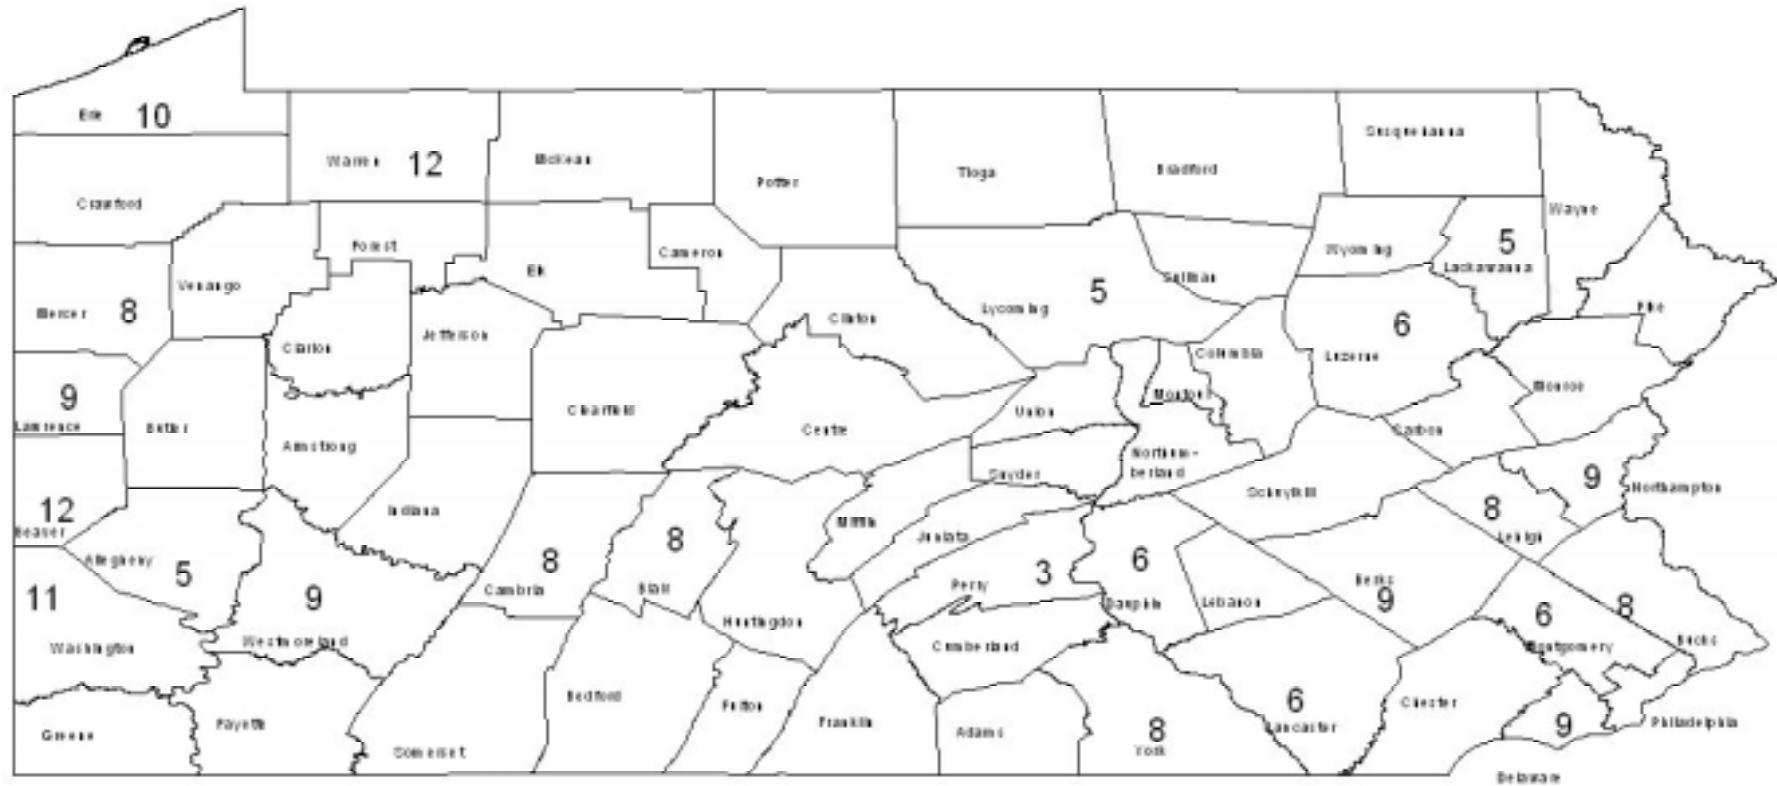 Erie 10
Susquehanna
Warren 12
McKean
Bradford
Tioga
Potter
Crawford
Wayne
Forest
Cameron
Wyoming
5
Lackawanna
Elk
Sullivan
Venango
Mercer 8
Lycoming 5
Pike
Clinton
6
Jefferson
Clarion
Columbia
Luzerne
Monroe
9
Lawrence
Clearfield
Union
Montour
Butler
Centre
Carbon
Armstrong
Northum-
berland
Snyder
9
Northampton
Schuylkill
12
Beaver
Indiana
Mifflin
8
Lehigh
Juniata
8
Allegheny 5
8
Cambria
Blair
Perry 3
6
Dauphin
Lebanon
Berks
9
11
Washington
9
Westmoreland
Huntingdon
Cumberland
6
Montgomery
8
Bucks
Bedford
Fulton
Franklin
Adams
8
York
6
Lancaster
Chester
9
Philadelphia
Greene
Fayette
Somerset
Delaware